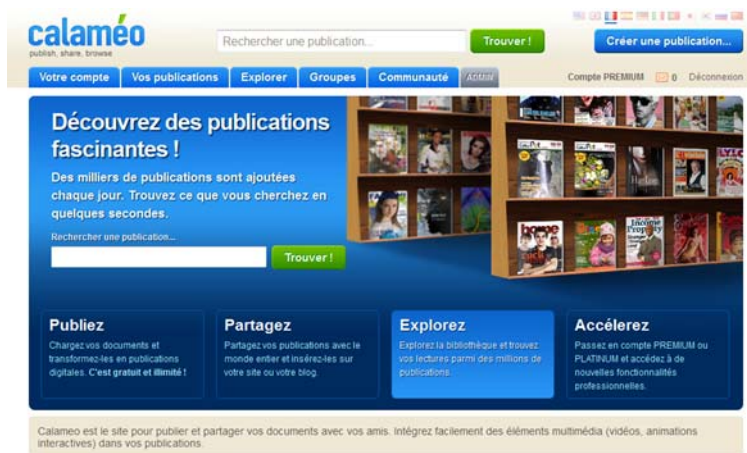 calaméo
publish, share, browse
Rechercher une publication...
Trouver !
Créer une publication...
Votre compte
Vos publications
Explorer
Groupes
Communauté
ADMIN
Compte PREMIUM
0
Déconnexion
Découvrez des publications
fascinantes !
Des milliers de publications sont ajoutées
chaque jour. Trouvez ce que vous cherchez en
quelques secondes.
Rechercher une publication...
Trouver !
home
Income
Property
Publiez
Chargez vos documents et
transformez-les en publications
digitales. C'est gratuit et illimité !
Partagez
Partagez vos publications avec le
monde entier et insérez-les sur
votre site ou votre blog.
Explorez
Explorez la bibliothèque et trouvez
vos lectures parmi des millions de
publications.
Accélerez
Passez en compte PREMIUM ou
PLATINUM et accédez à de
nouvelles fonctionnalités
professionnelles.
Calameo est le site pour publier et partager vos documents avec vos amis. Intégrez facilement des éléments multimédia (vidéos, animations
interactives) dans vos publications.